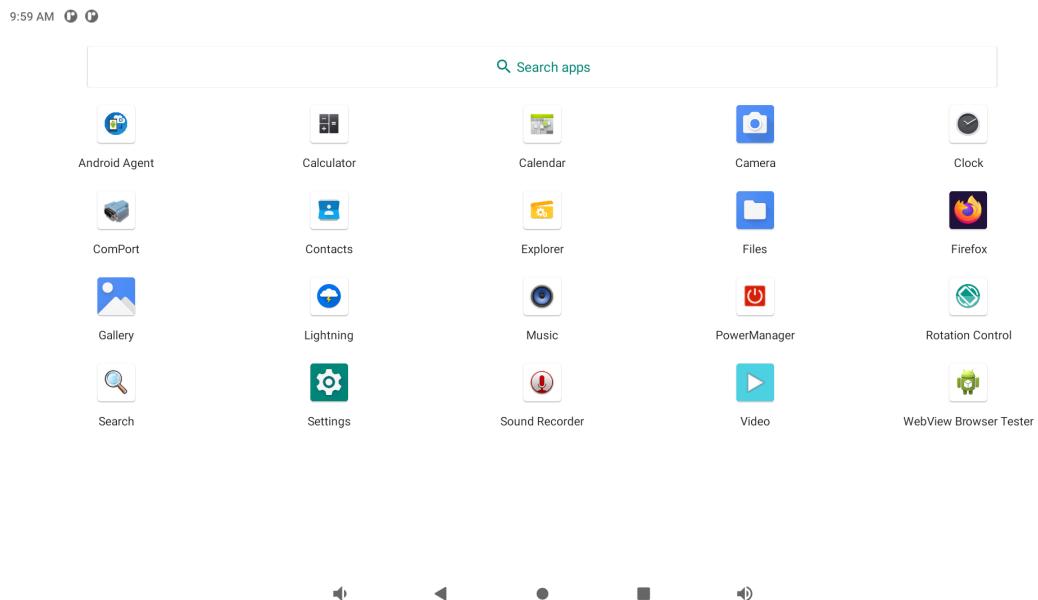 9:59 AM
Search apps
Android Agent
Calculator
Calendar
Camera
Clock
ComPort
Contacts
Explorer
Files
Firefox
Gallery
Lightning
Music
PowerManager
Rotation Control
Search
Settings
Sound Recorder
Video
WebView Browser Tester